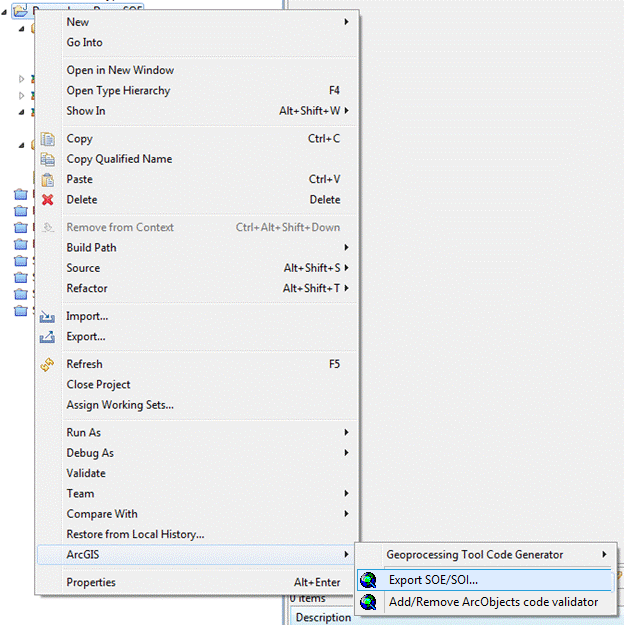 New
Go Into
Open in New Window
Open Type Hierarchy F4
Show In Alt+Shift+W
Copy Ctrl+C
Copy Qualified Name
Paste Ctrl+V
Delete Delete
Remove from Context Ctrl+Alt+Shift+Down
Build Path
Source Alt+Shift+S
Refactor Alt+Shift+T
Import...
Export...
Refresh F5
Close Project
Assign Working Sets...
Run As
Debug As
Validate
Team
Compare With
Restore from Local History...
ArcGIS
Properties Alt+Enter
Geoprocessing Tool Code Generator
Export SOE/SOI...
Add/Remove ArcObjects code validator
0 items
Description